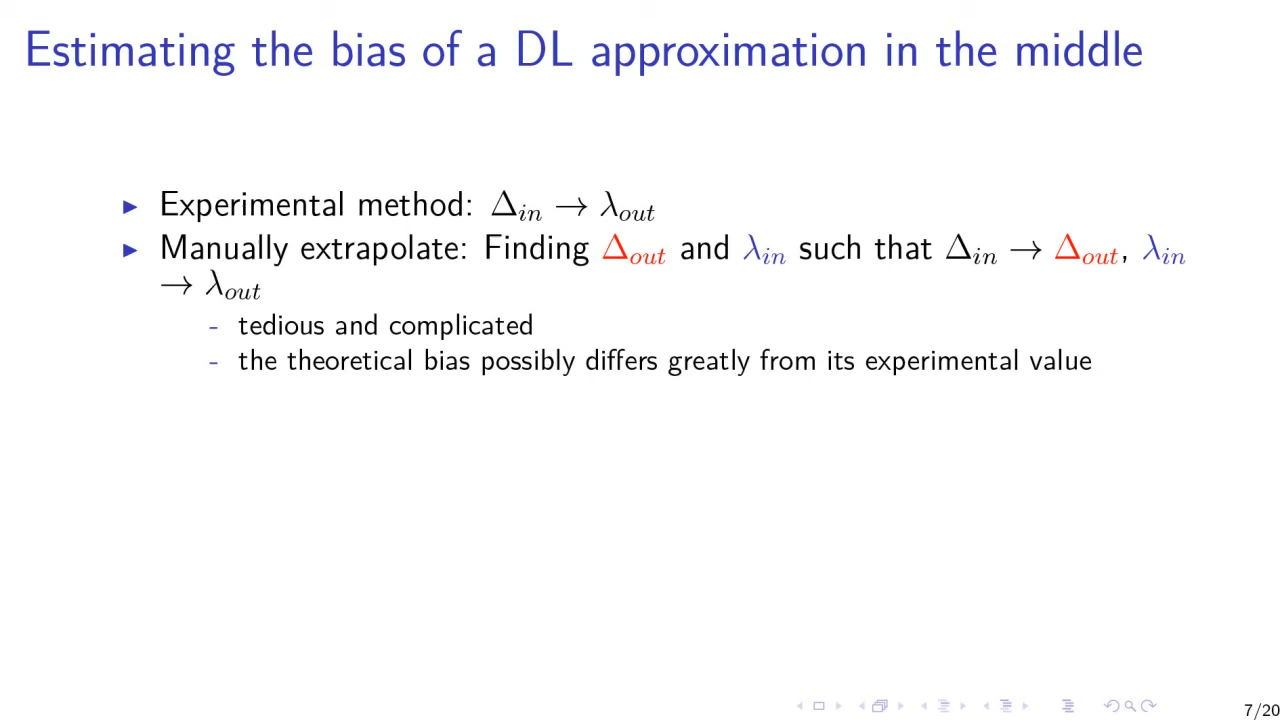 Estimating the bias of a DL approximation in the middle
▶ Experimental method: Δ_in → λ_out
▶ Manually extrapolate: Finding Δ_out and λ_in such that Δ_in → Δ_out, λ_in
→ λ_out
- tedious and complicated
- the theoretical bias possibly differs greatly from its experimental value
7/20